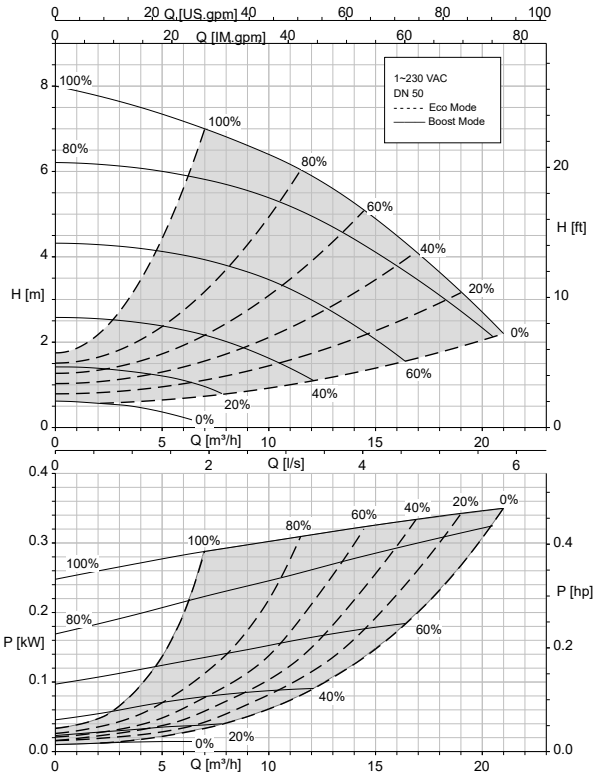 0 20 Q [US.gpm] 40 60 80 100
0 20 Q [IM.gpm] 40 60 80
1~230 VAC
DN 50
Eco Mode
Boost Mode
8
100%
100%
80%
80%
6
20
60%
H [ft]
40%
4
20%
10
H [m]
0%
2
60%
40%
20%
0%
0
0
0 5 10 15 20
Q [m³/h]
0 2 4 6
Q [l/s]
0.4
0%
20%
40%
60%
80%
100%
0.3
0.4
100%
P [hp]
0.2
80%
P [kW]
60%
0.2
0.1
40%
20%
0%
0.0
0.0
0 5 10 15 20
Q [m³/h]